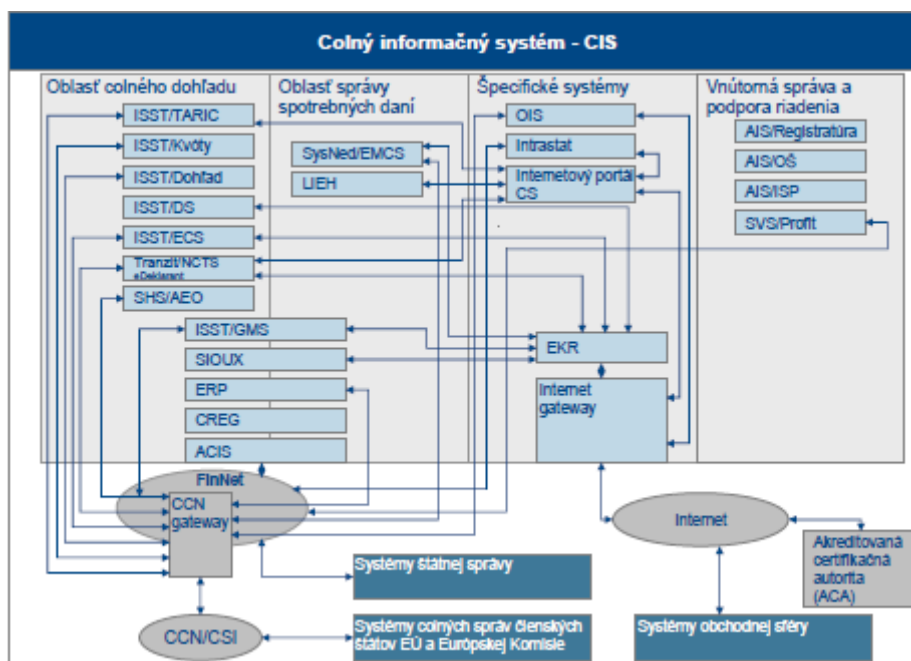 Colný informačný systém - CIS
Oblasť colného dohľadu
ISST/TARIC
ISST/Kvóty
ISST/Dohľad
ISST/DS
ISST/ECS
Tranzit/NCTS
eDeklarant
SHS/AEO
Oblasť správy
spotrebných daní
SysNed/EMCS
LIEH
Špecifické systémy
OIS
Intrastat
Internetový portál
CS
Vnútorná správa a
podpora riadenia
AIS/Registratúra
AIS/OŠ
AIS/ISP
SVS/Profit
ISST/GMS
SIOUX
ERP
CREG
ACIS
EKR
Internet
gateway
FinNet
CCN
gateway
Internet
Akreditovaná
certifikačná
autorita
(ACA)
Systémy štátnej správy
CCN/CSI
Systémy colných správ členských
štátov EÚ a Európskej Komisie
Systémy obchodnej sféry